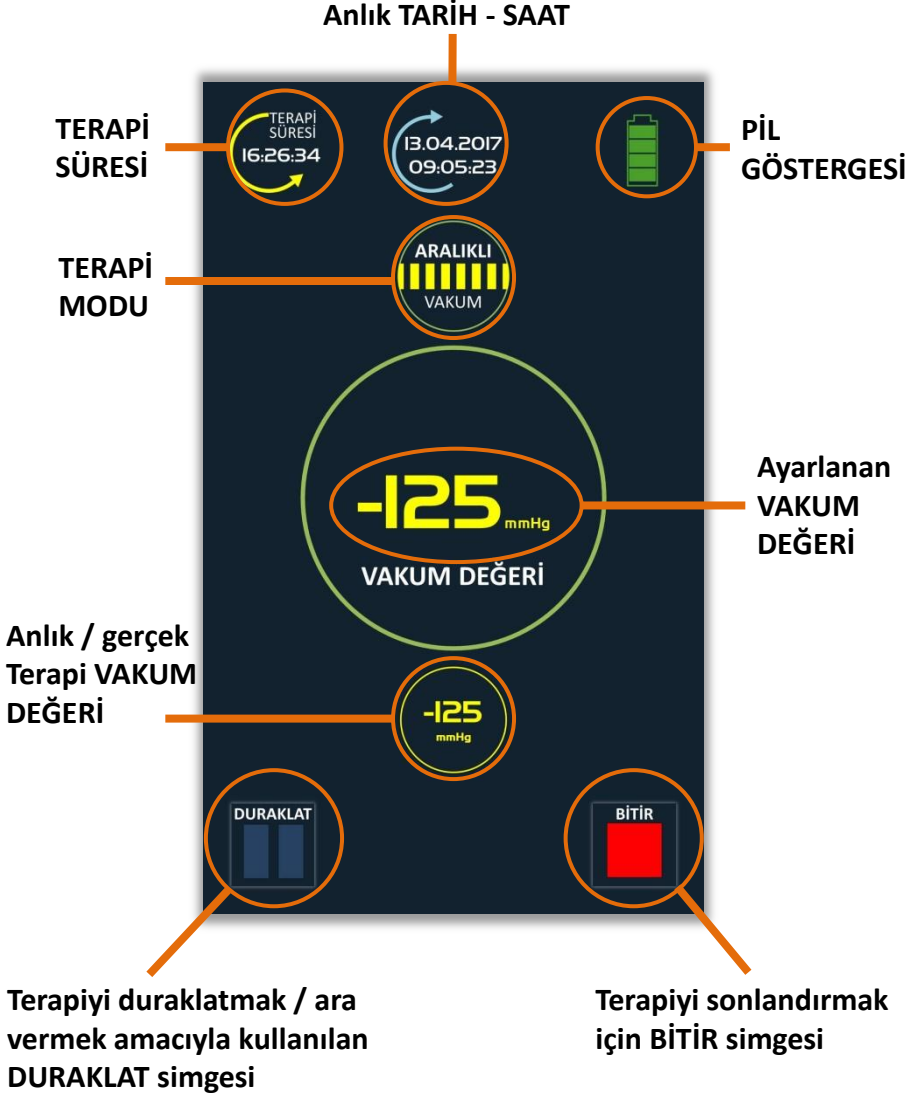 Anlık TARİH - SAAT
TERAPİ
SÜRESİ
TERAPİ
SÜRESİ
16:26:34
13.04.2017
09:05:23
PİL
GÖSTERGESİ
TERAPİ
MODU
ARALIKLI
VAKUM
-125 mmHg
VAKUM DEĞERİ
Ayarlanan
VAKUM
DEĞERİ
Anlık / gerçek
Terapi VAKUM
DEĞERİ
-125
mmHg
DURAKLAT
BİTİR
Terapiyi duraklatmak / ara
vermek amacıyla kullanılan
DURAKLAT simgesi
Terapiyi sonlandırmak
için BİTİR simgesi